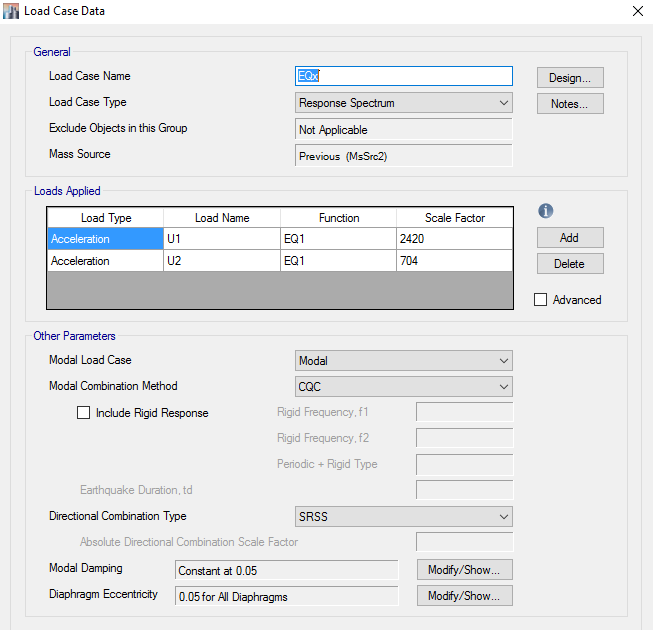 Load Case Data
General
Load Case Name EQx Design...
Load Case Type Response Spectrum Notes...
Exclude Objects in this Group Not Applicable
Mass Source Previous (MsSrc2)
Loads Applied
Load Type Load Name Function Scale Factor
Acceleration U1 EQ1 2420 Add
Acceleration U2 EQ1 704 Delete
Advanced
Other Parameters
Modal Load Case Modal
Modal Combination Method CQC
Include Rigid Response Rigid Frequency, f1
Rigid Frequency, f2
Periodic + Rigid Type
Earthquake Duration, td
Directional Combination Type SRSS
Absolute Directional Combination Scale Factor
Modal Damping Constant at 0.05 Modify/Show...
Diaphragm Eccentricity 0.05 for All Diaphragms Modify/Show...